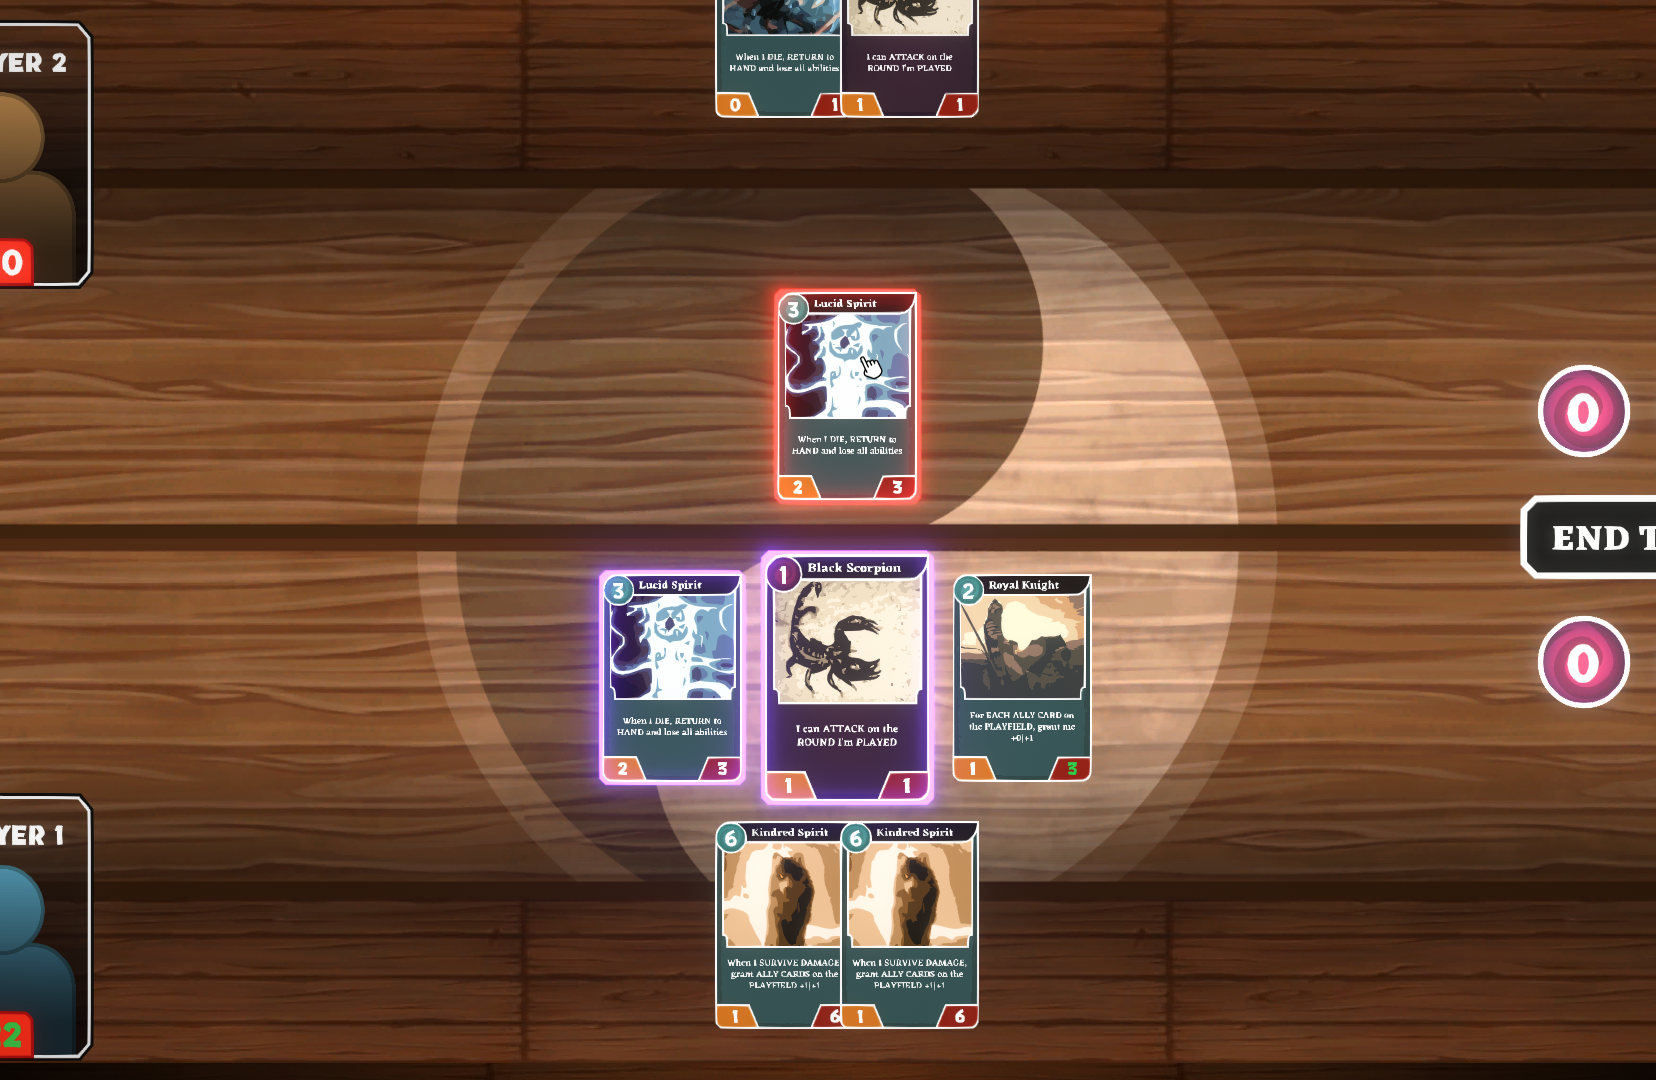 YER 2
When I DIE, RETURN to
HAND and lose all abilities
0
1
I can ATTACK on the
ROUND I'm PLAYED
1
1
0
3
Lucid Spirit
When I DIE, RETURN to
HAND and lose all abilities
2
3
0
END T
0
3
Lucid Spirit
When I DIE, RETURN to
HAND and lose all abilities
2
3
1
Black Scorpion
I can ATTACK on the
ROUND I'm PLAYED
1
1
2
Royal Knight
For EACH ALLY CARD on
the PLAYFIELD, grant me
+0|+1
1
3
YER 1
2
6
Kindred Spirit
When I SURVIVE DAMAGE
grant ALLY CARDS on the
PLAYFIELD +1|+1
1
6
6
Kindred Spirit
When I SURVIVE DAMAGE,
grant ALLY CARDS on the
PLAYFIELD +1|+1
1
6